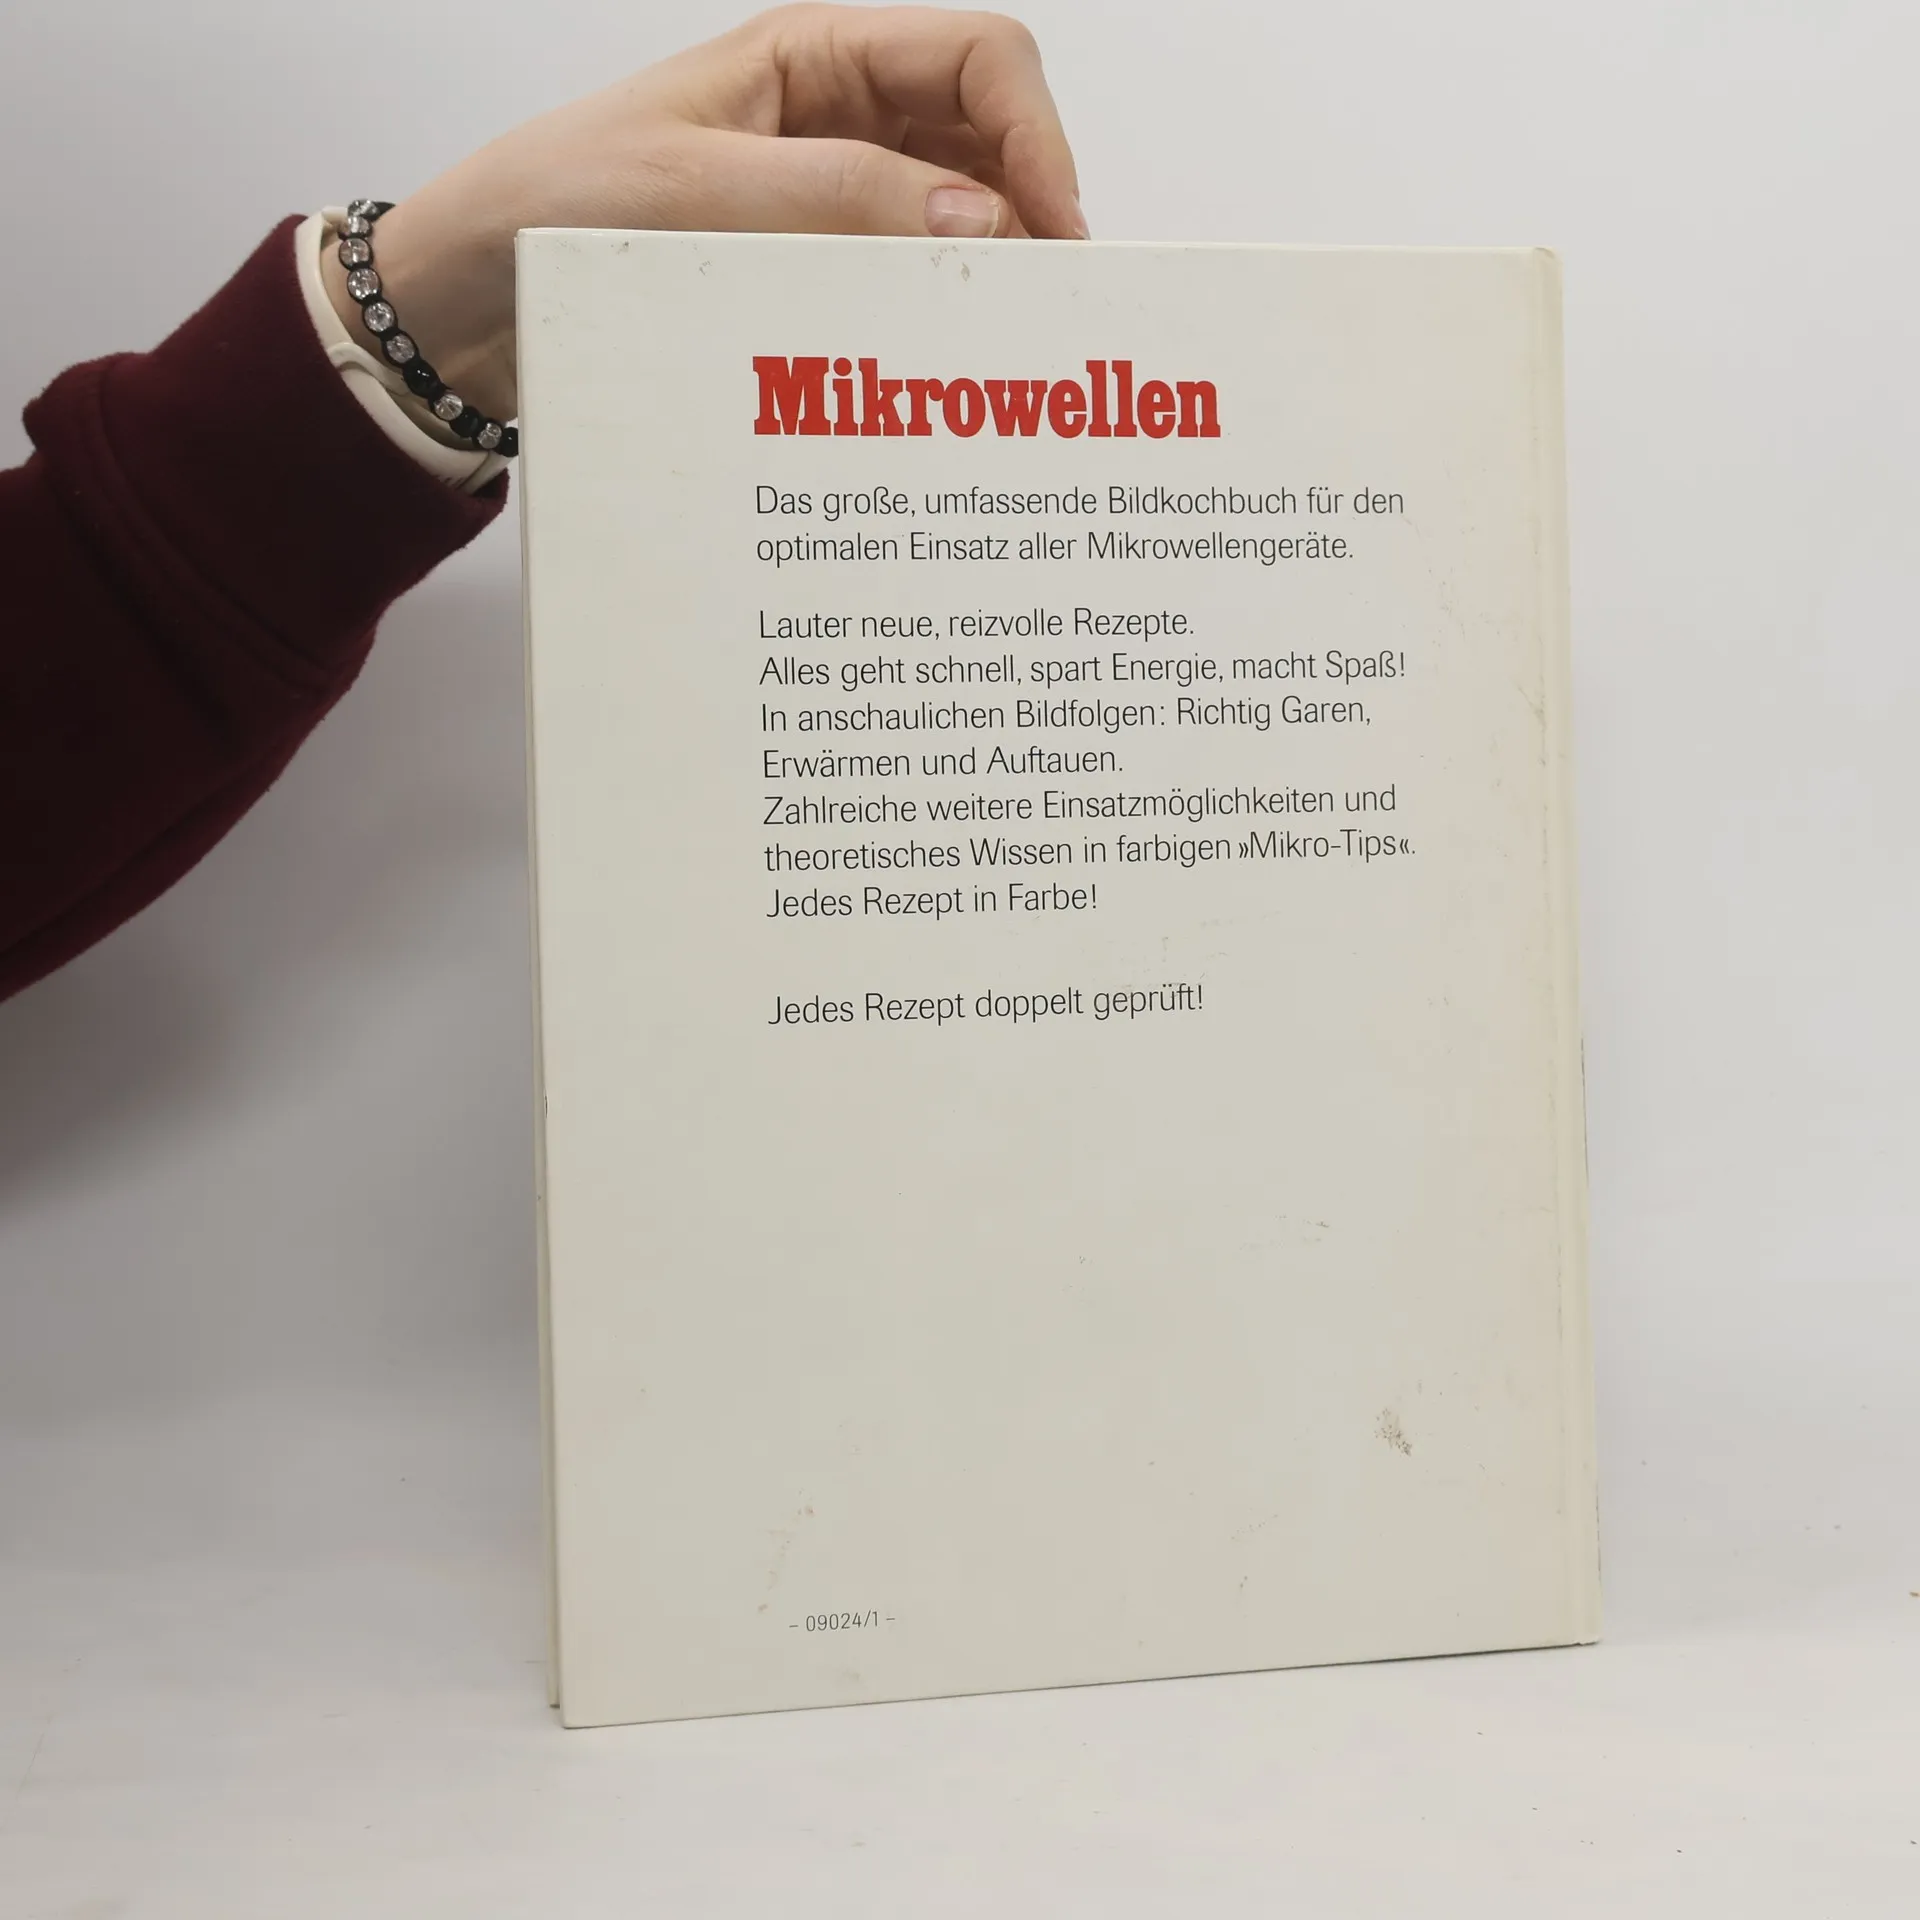 Mikrowellen
Das große, umfassende Bildkochbuch für den
optimalen Einsatz aller Mikrowellengeräte.
Lauter neue, reizvolle Rezepte.
Alles geht schnell, spart Energie, macht Spaß!
In anschaulichen Bildfolgen: Richtig Garen,
Erwärmen und Auftauen.
Zahlreiche weitere Einsatzmöglichkeiten und
theoretisches Wissen in farbigen »Mikro-Tips«.
Jedes Rezept in Farbe!
Jedes Rezept doppelt geprüft!
– 09024/1 –